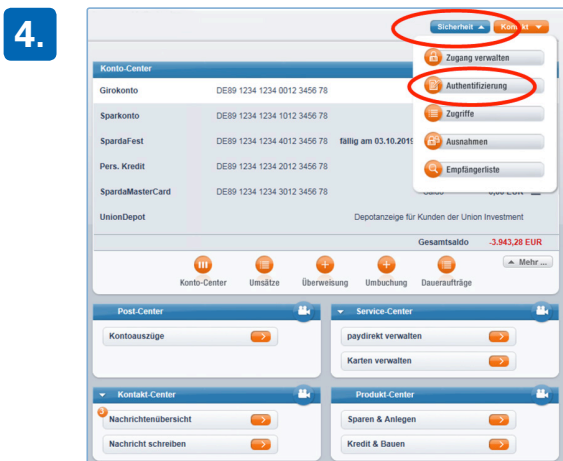 4.
Sicherheit Kontakt
Zugang verwalten
Konto-Center
Authentifizierung
Girokonto DE89 1234 1234 0012 3456 78
Zugriffe
Sparkonto DE89 1234 1234 1012 3456 78
SpardaFest DE89 1234 1234 4012 3456 78 fällig am 03.10.2019
Ausnahmen
Pers. Kredit DE89 1234 1234 2012 3456 78
Empfängerliste
SpardaMasterCard DE89 1234 1234 3012 3456 78 Saldo 0,00 EUR
UnionDepot Depotanzeige für Kunden der Union Investment
Gesamtsaldo -3.943,28 EUR
Mehr ...
Konto-Center Umsätze Überweisung Umbuchung Daueraufträge
Post-Center Service-Center
Kontoauszüge paydirekt verwalten
Karten verwalten
Kontakt-Center Produkt-Center
Nachrichtenübersicht Sparen & Anlegen
Nachricht schreiben Kredit & Bauen